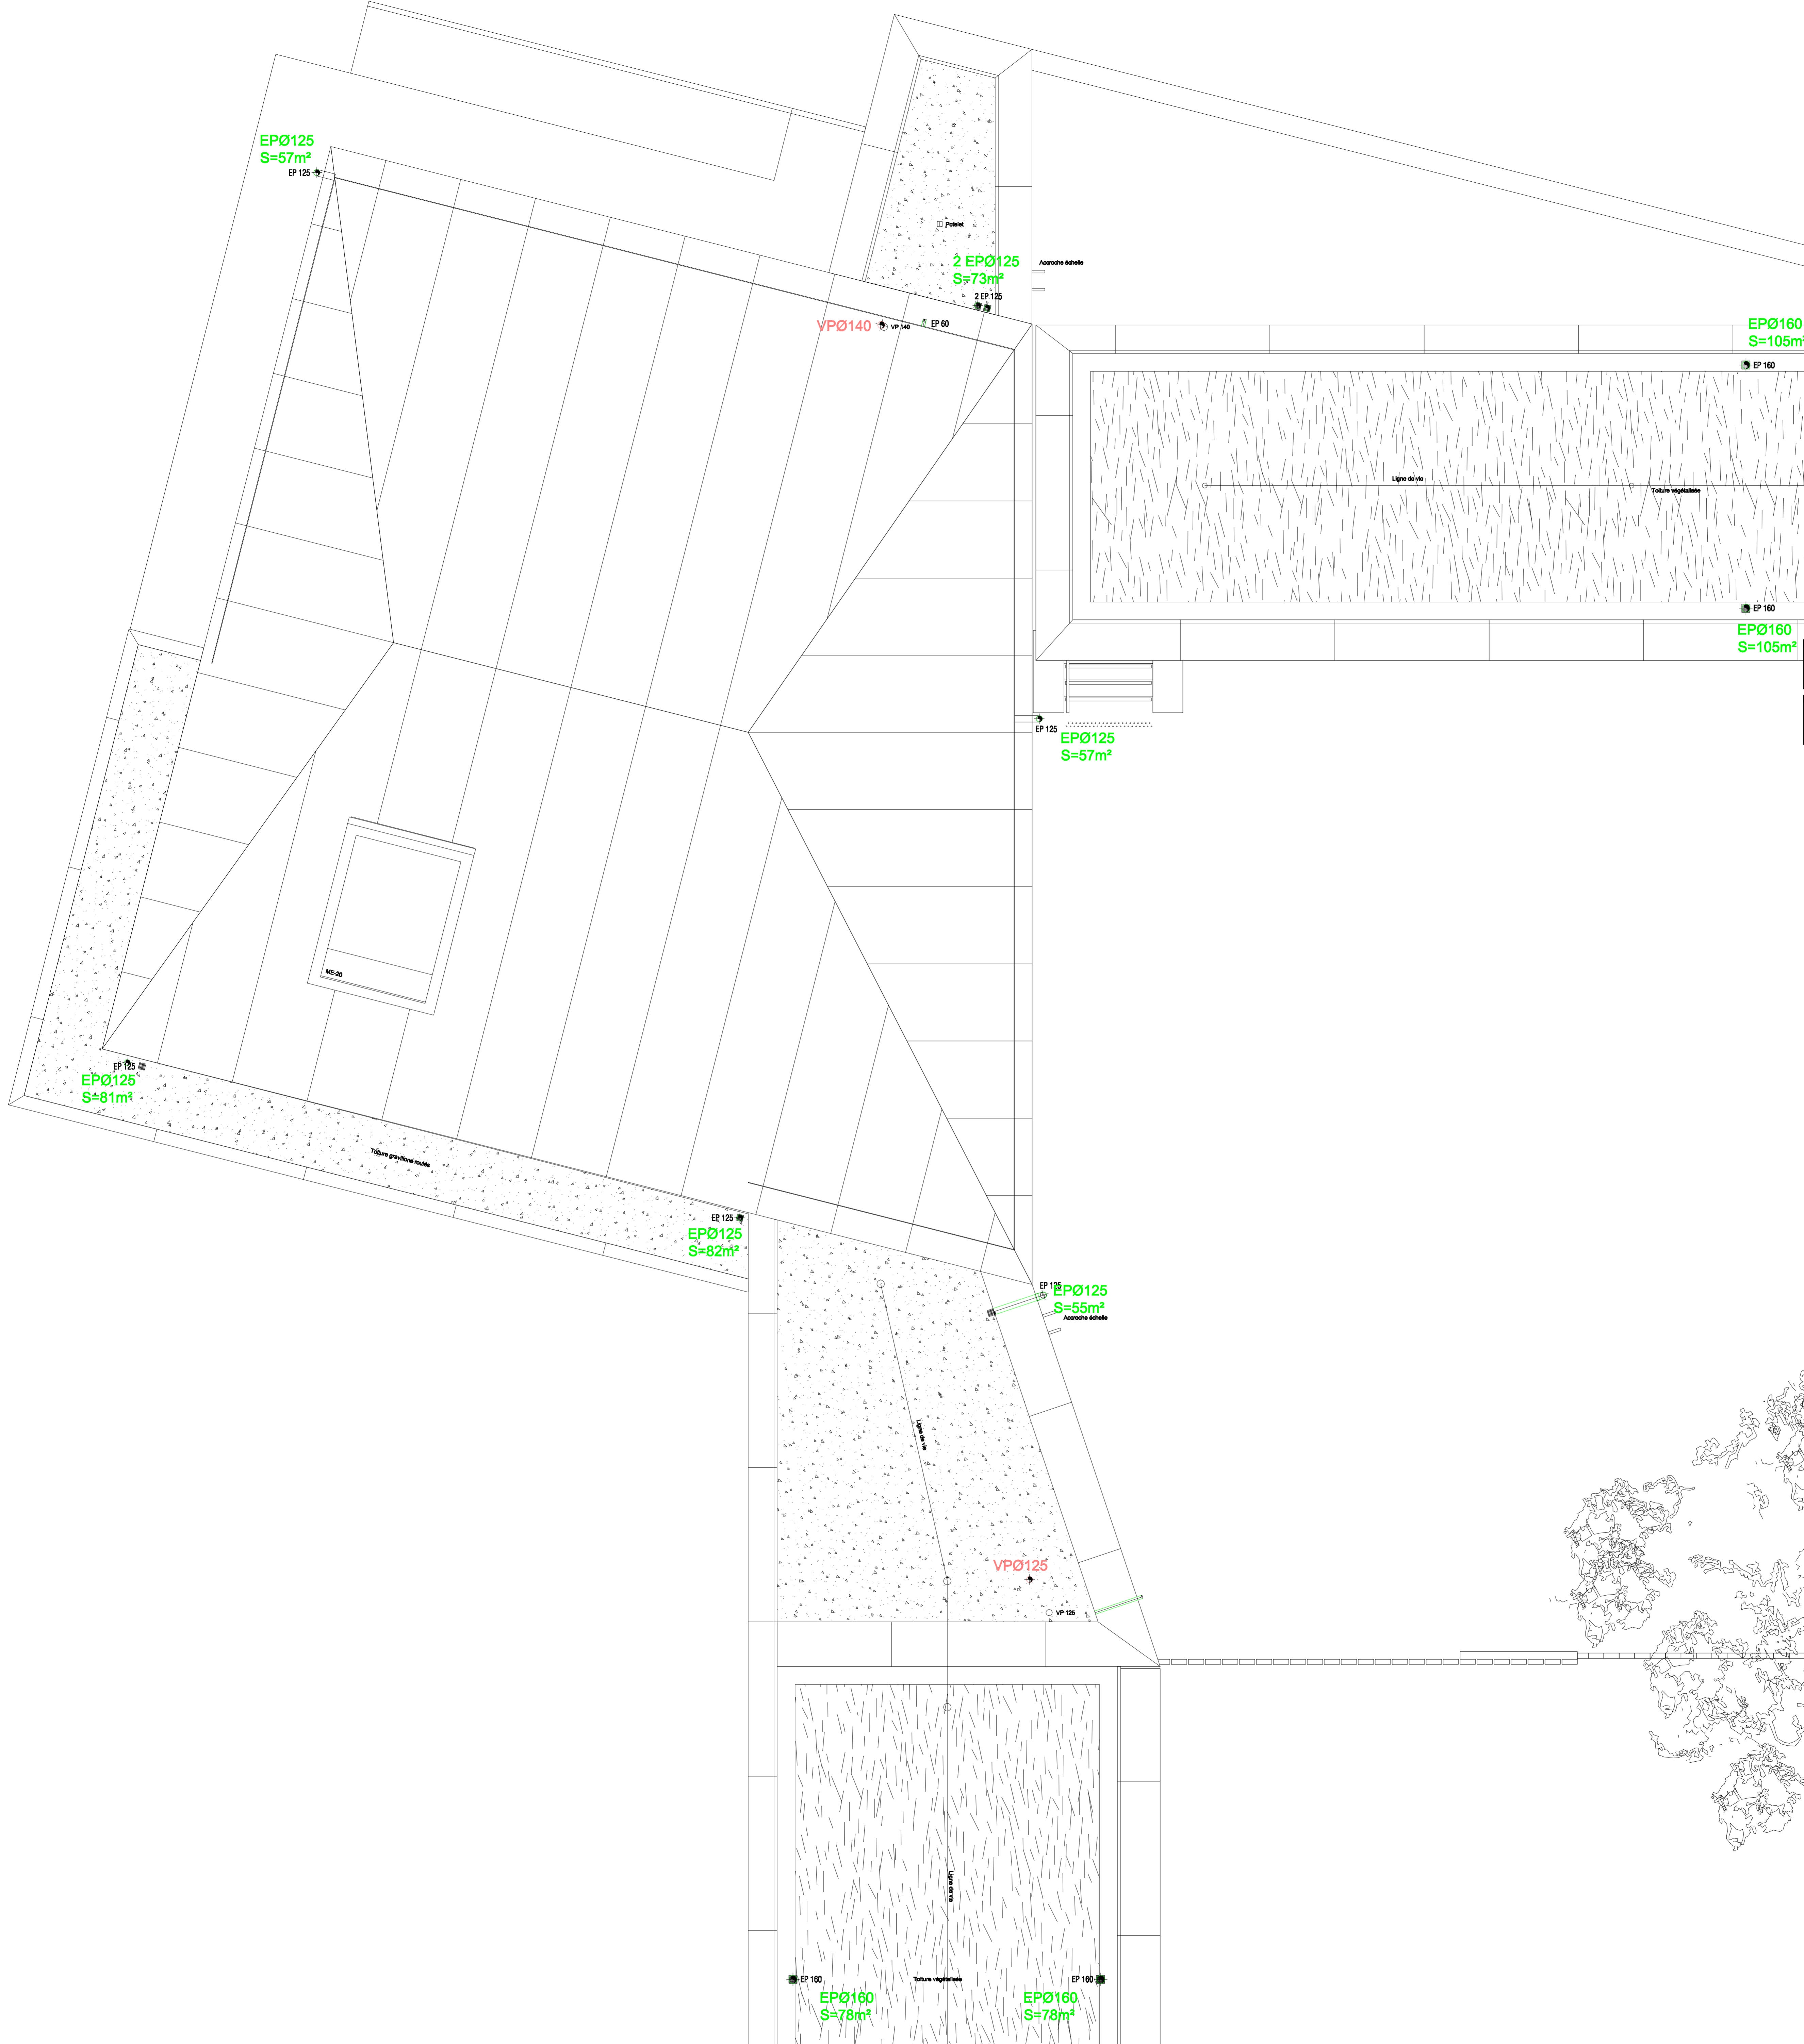 EPØ125
S=57m²
EP 125
Potelet
2 EPØ125
S=73m²
Accroche échelle
2 EP 125
VPØ140
VP 140
EP 60
EPØ160
S=105m²
EP 160
Ligne de vie
Toiture végétalisée
EP 160
EPØ160
S=105m²
EP 125
EPØ125
S=57m²
ME-20
EP 125
EPØ125
S=81m²
Toiture gravillons roulés
EP 125
EPØ125
S=82m²
EP 125
EPØ125
S=55m²
Accroche échelle
Ligne de vie
VPØ125
VP 125
Ligne de vie
EP 160
Toiture végétalisée
EP 160
EPØ160
S=78m²
EPØ160
S=78m²